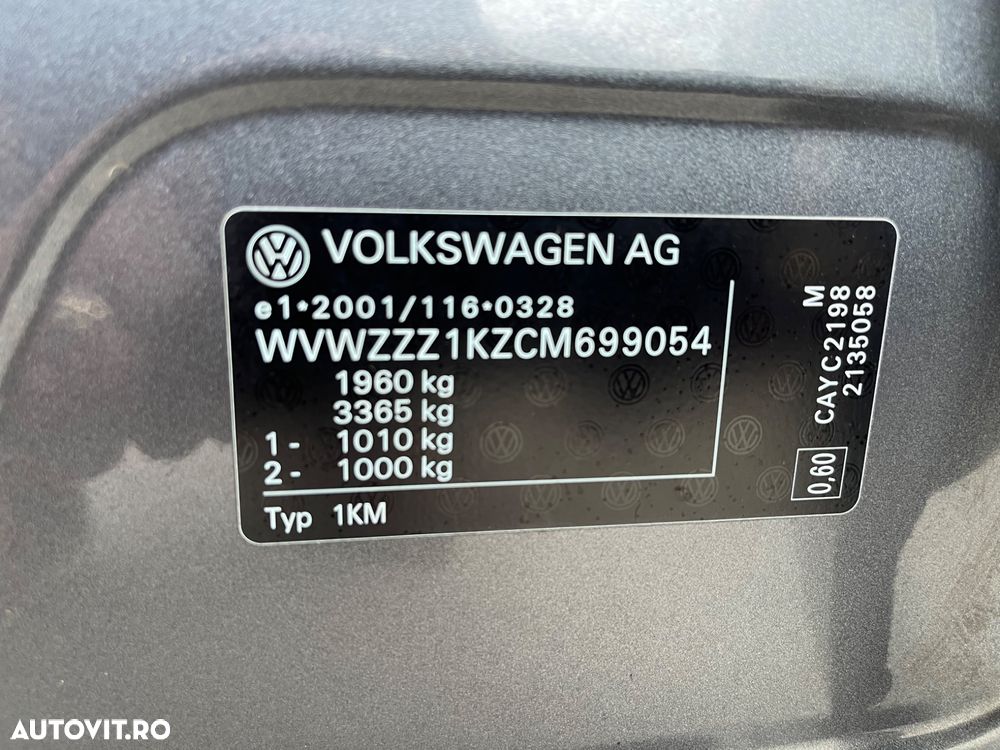 VOLKSWAGEN AG
e1*2001/116*0328
WVWZZZ1KZCM699054
1960 kg
3365 kg
1- 1010 kg
2- 1000 kg
Typ 1KM
M
CAYC2198
2135058
0,60
AUTOVIT.RO